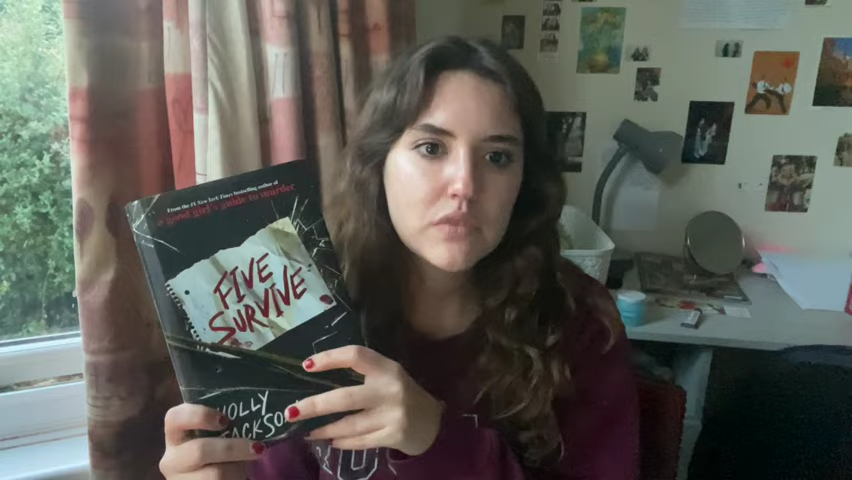 From the #1 New York Times bestselling author of
a good girl's guide to murder
FIVE
SURVIVE
HOLLY
JACKSON